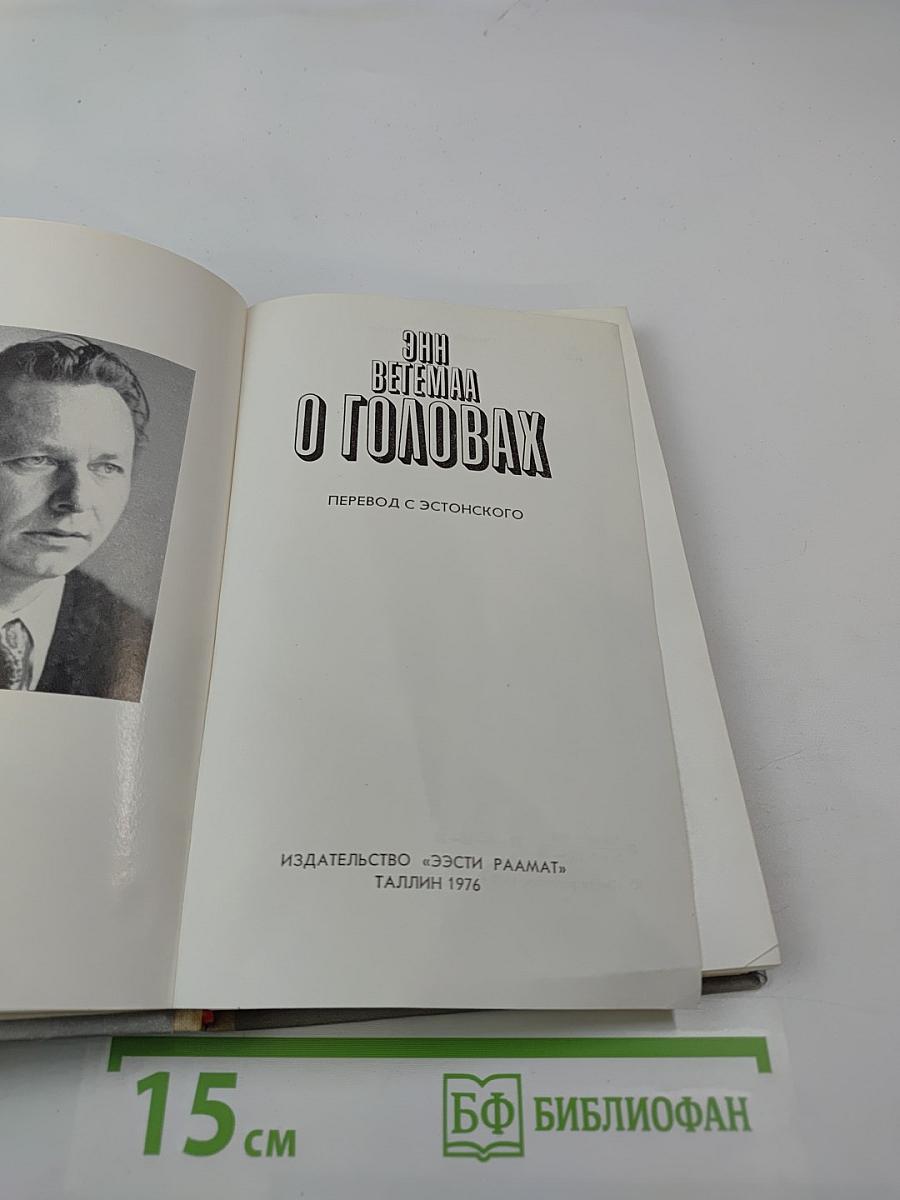 ЭНН
ВЕТЕМАА
О ГОЛОВАХ
ПЕРЕВОД С ЭСТОНСКОГО
ИЗДАТЕЛЬСТВО «ЭЭСТИ РААМАТ»
ТАЛЛИН 1976
15 см
БФ БИБЛИОФАН